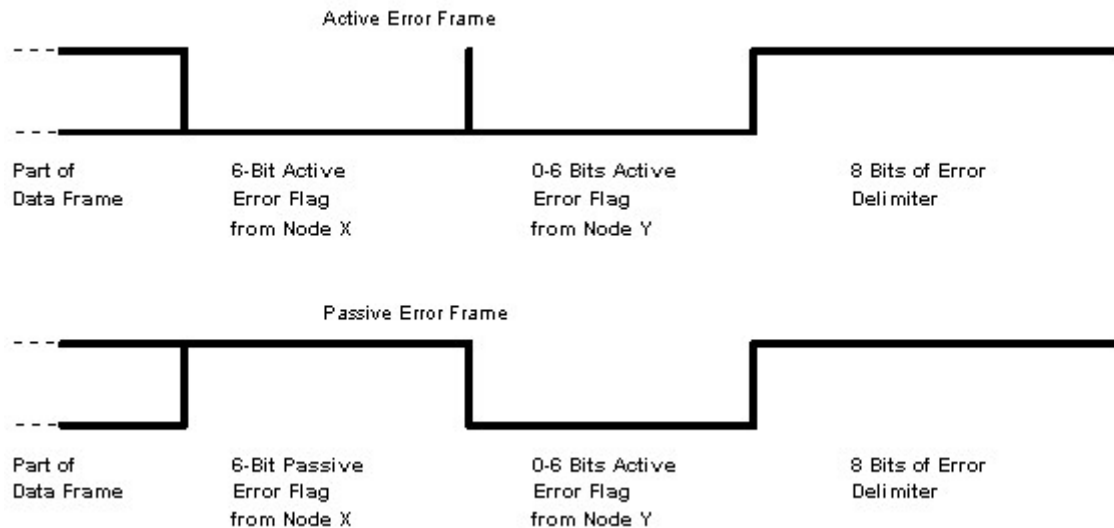 Active Error Frame
Part of
Data Frame
6-Bit Active
Error Flag
from Node X
0-6 Bits Active
Error Flag
from Node Y
8 Bits of Error
Delimiter
Passive Error Frame
Part of
Data Frame
6-Bit Passive
Error Flag
from Node X
0-6 Bits Active
Error Flag
from Node Y
8 Bits of Error
Delimiter